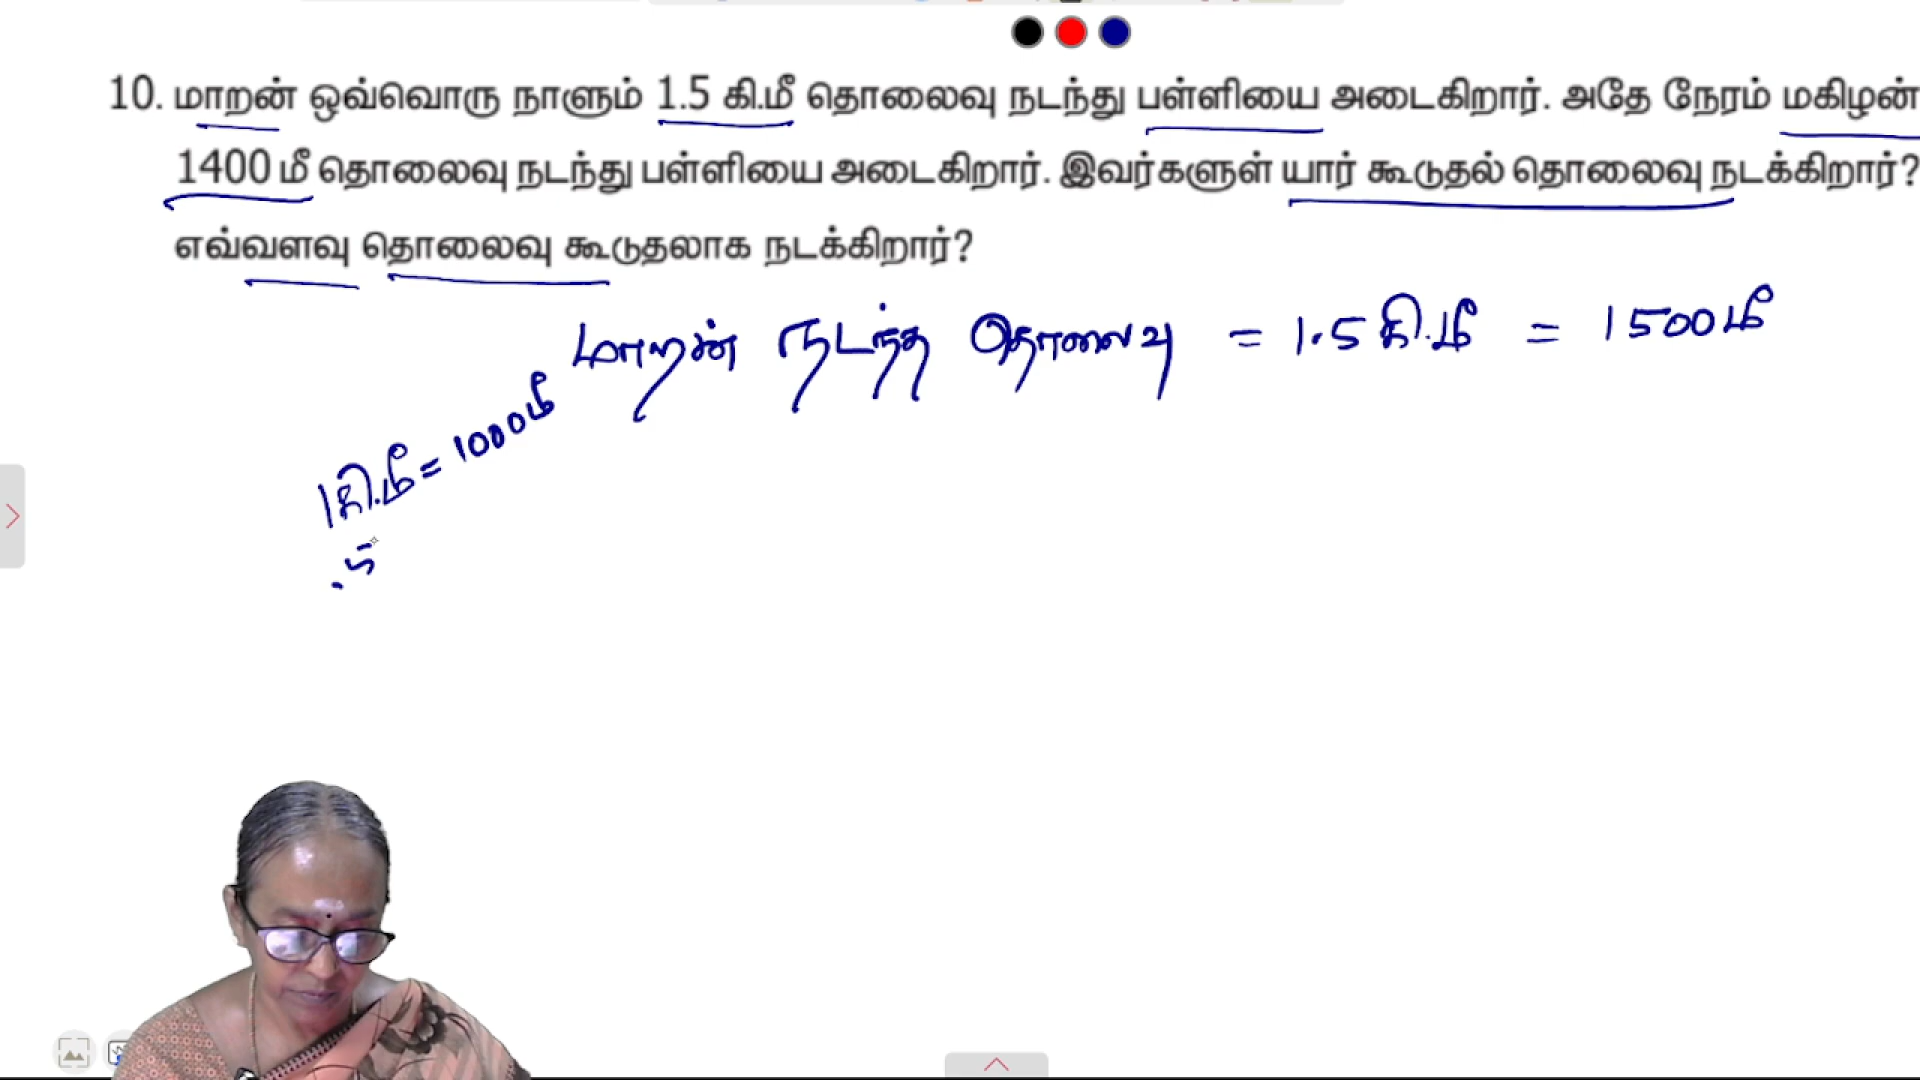 10. மாறன் ஒவ்வொரு நாளும் 1.5 கி.மீ தொலைவு நடந்து பள்ளியை அடைகிறார். அதே நேரம் மகிழன்
1400 மீ தொலைவு நடந்து பள்ளியை அடைகிறார். இவர்களுள் யார் கூடுதல் தொலைவு நடக்கிறார்?
எவ்வளவு தொலைவு கூடுதலாக நடக்கிறார்?
மாறன் நடந்த தொலைவு = 1.5 கி.மீ = 1500 மீ
1 கி.மீ = 1000 மீ
.5